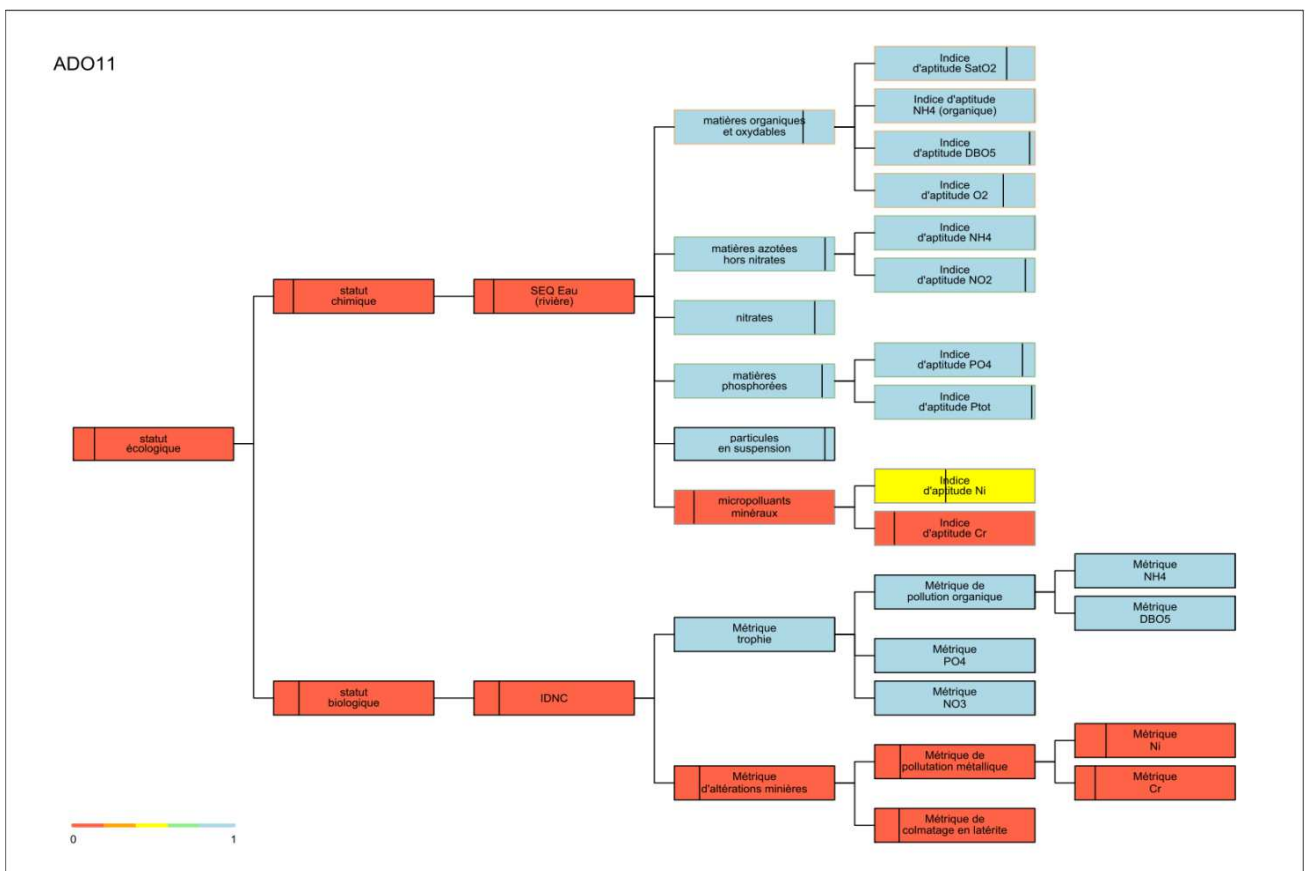 ADO11
Indice
d'aptitude SatO2
Indice d'aptitude
NH4 (organique)
matières organiques
et oxydables
Indice
d'aptitude DBO5
Indice
d'aptitude O2
matières azotées
hors nitrates
Indice
d'aptitude NH4
Indice
d'aptitude NO2
statut
chimique
SEQ Eau
(rivière)
nitrates
matières
phosphorées
Indice
d'aptitude PO4
Indice
d'aptitude Ptot
statut
écologique
particules
en suspension
micropolluants
minéraux
Indice
d'aptitude Ni
Indice
d'aptitude Cr
Métrique
trophie
Métrique de
pollution organique
Métrique
NH4
Métrique
DBO5
Métrique
PO4
Métrique
NO3
statut
biologique
IDNC
Métrique
d'altérations minières
Métrique de
pollutation métallique
Métrique
Ni
Métrique
Cr
Métrique de
colmatage en latérite
0
1